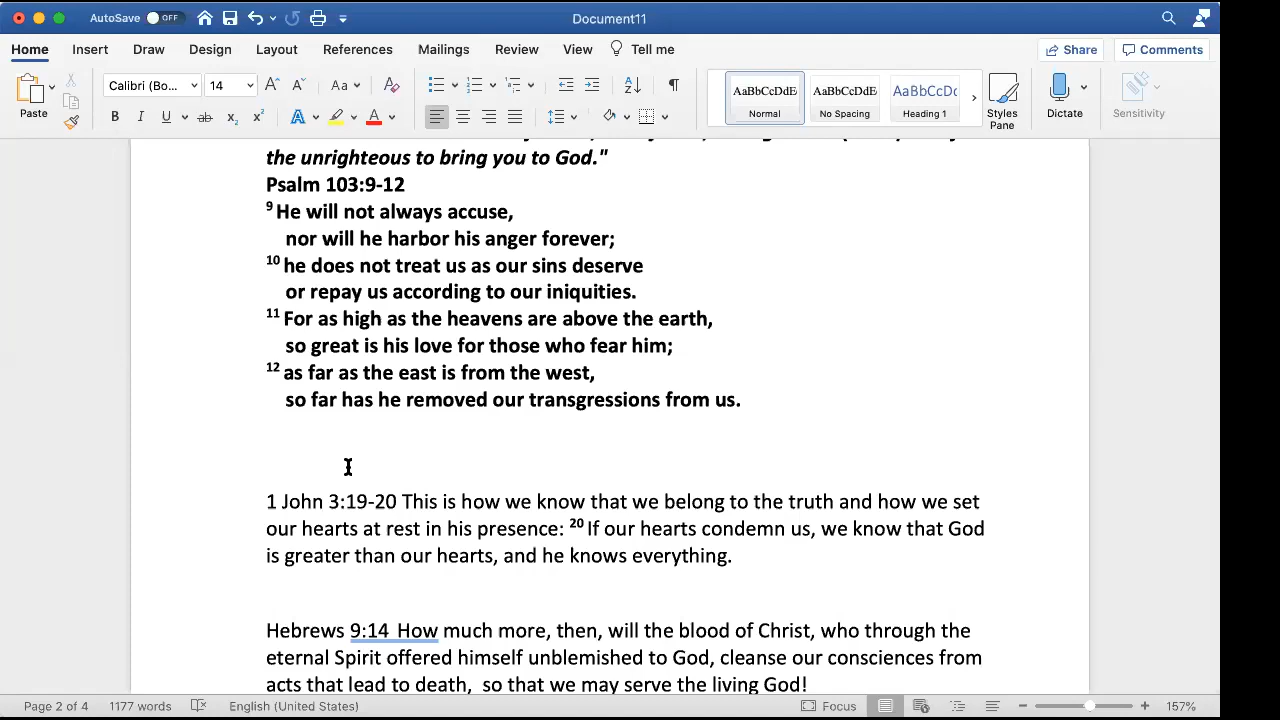 AutoSave OFF Document11
Home Insert Draw Design Layout References Mailings Review View Tell me Share Comments
Paste Calibri (Bo... 14 Aa AaBbCcDdE Normal AaBbCcDdE No Spacing AaBbCcDc Heading 1 Styles Pane Dictate Sensitivity
the unrighteous to bring you to God."
Psalm 103:9-12
9 He will not always accuse,
nor will he harbor his anger forever;
10 he does not treat us as our sins deserve
or repay us according to our iniquities.
11 For as high as the heavens are above the earth,
so great is his love for those who fear him;
12 as far as the east is from the west,
so far has he removed our transgressions from us.
1 John 3:19-20 This is how we know that we belong to the truth and how we set
our hearts at rest in his presence: 20 If our hearts condemn us, we know that God
is greater than our hearts, and he knows everything.
Hebrews 9:14 How much more, then, will the blood of Christ, who through the
eternal Spirit offered himself unblemished to God, cleanse our consciences from
acts that lead to death, so that we may serve the living God!
Page 2 of 4 1177 words English (United States) Focus 157%